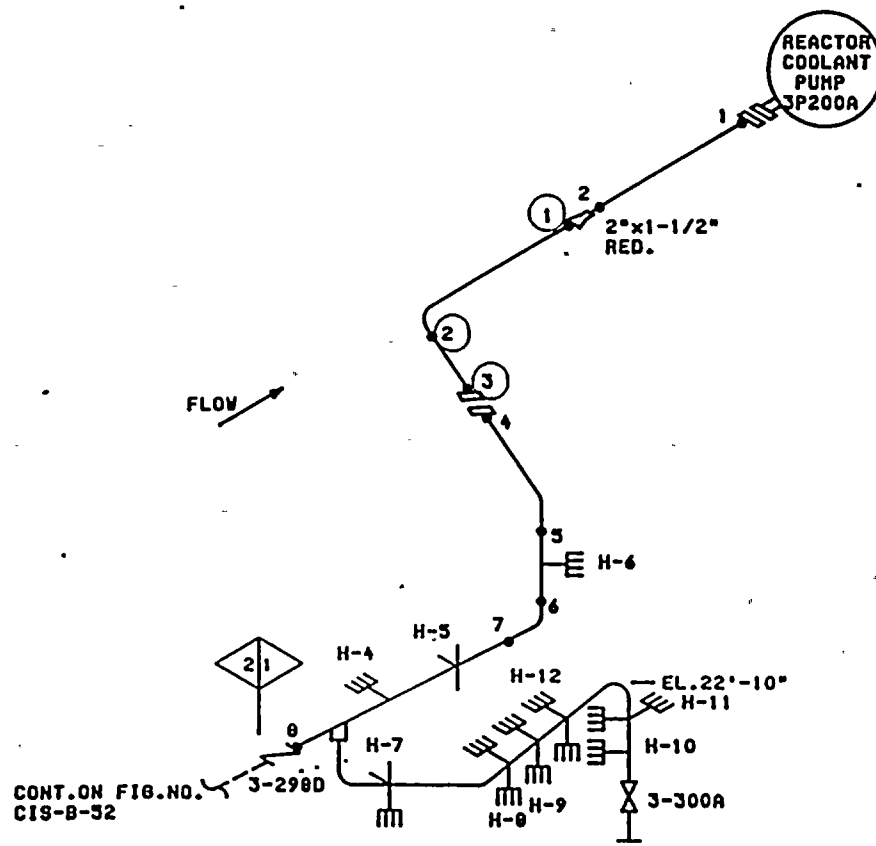 REACTOR
COOLANT
PUMP
3P200A
1
2
1
2"x1-1/2"
RED.
2
3
FLOW
4
5
H-6
6
7
H-5
2 1
H-4
H-12
EL.22'-10"
H-11
8
H-7
H-10
3-298D
CONT.ON FIG.NO.
CIS-B-52
H-9
H-8
3-300A